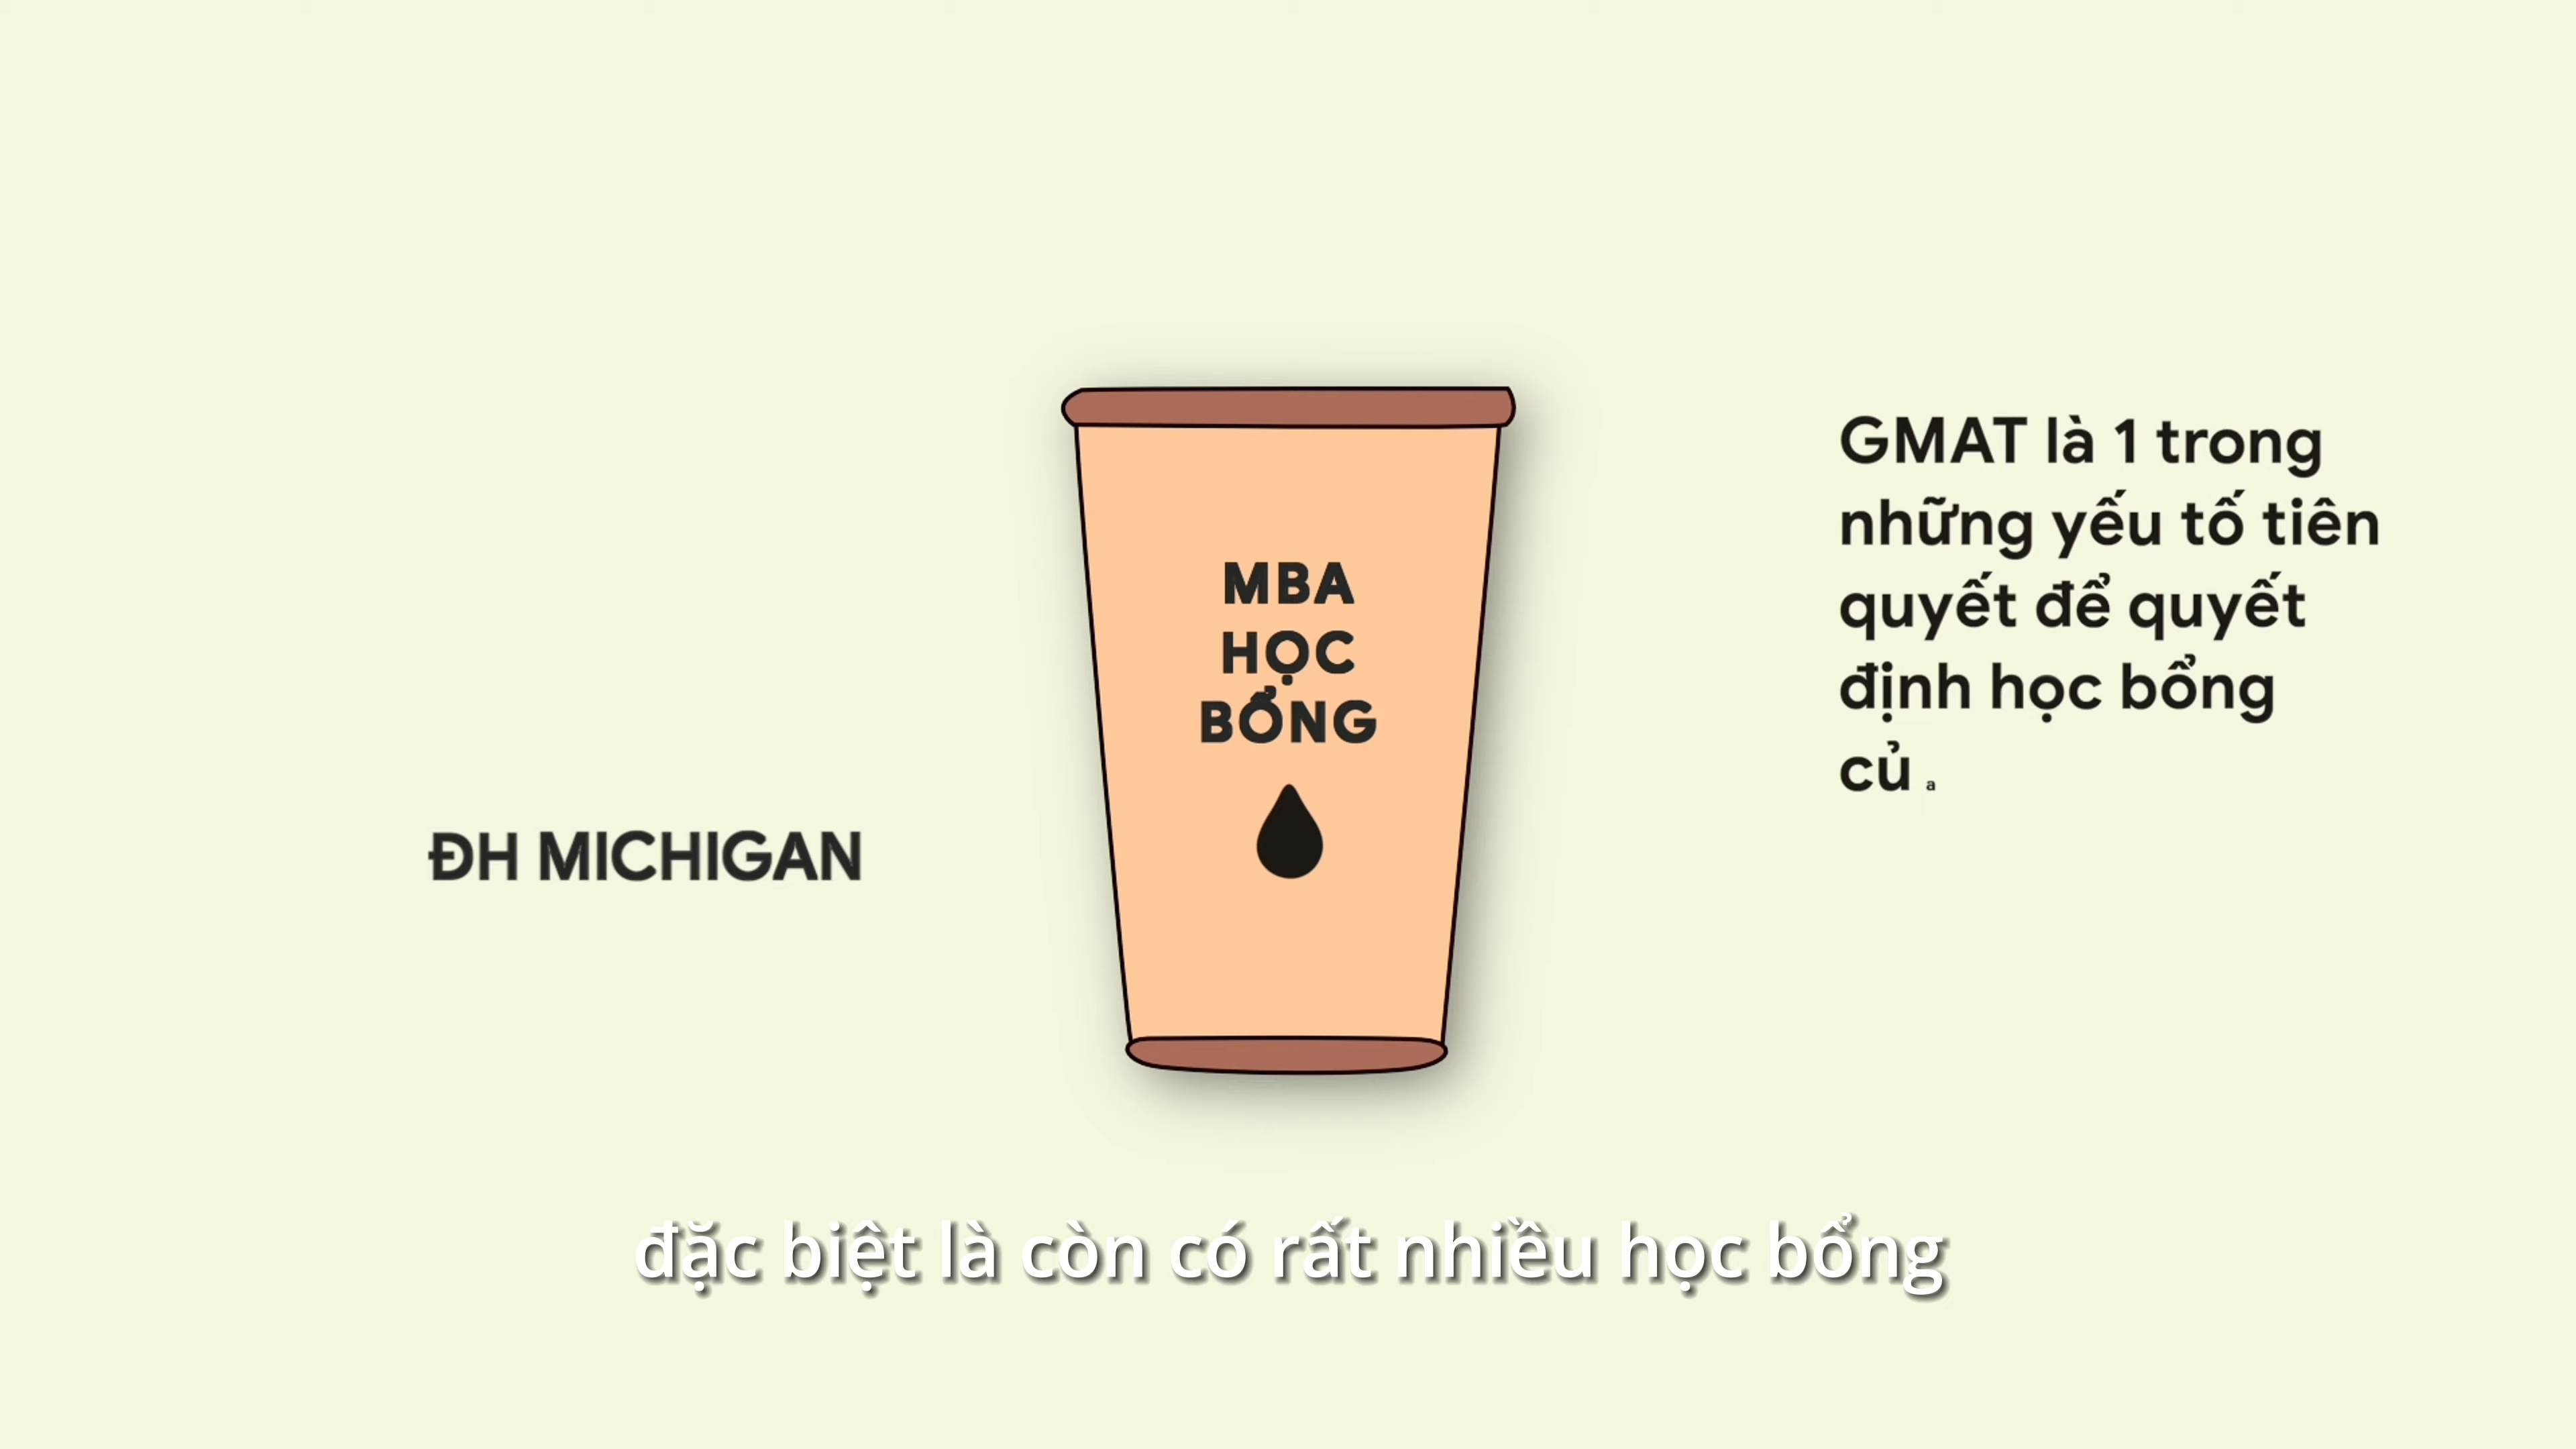 ĐH MICHIGAN
MBA
HỌC
BỔNG
GMAT là 1 trong
những yếu tố tiên
quyết để quyết
định học bổng
của
đặc biệt là còn có rất nhiều học bổng